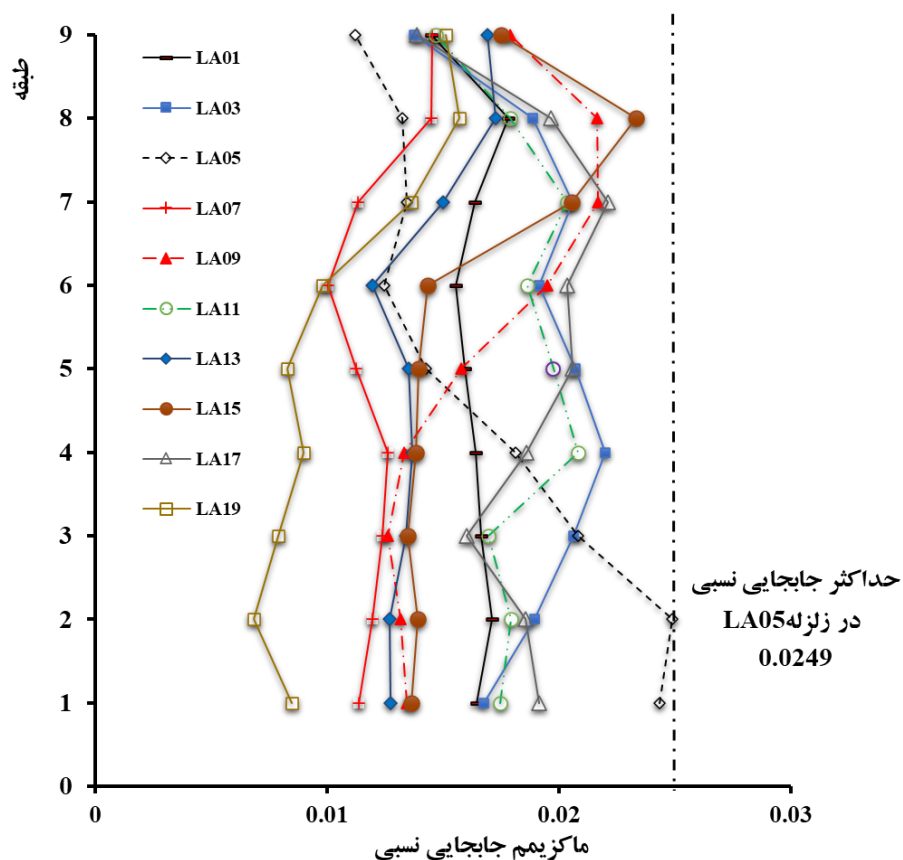 9
8
7
6
5
4
3
2
1
0
طبقه
LA01
LA03
LA05
LA07
LA09
LA11
LA13
LA15
LA17
LA19
حداکثر جابجایی نسبی
در زلزلهLA05
0.0249
0
0.01
0.02
0.03
ماکزیمم جابجایی نسبی